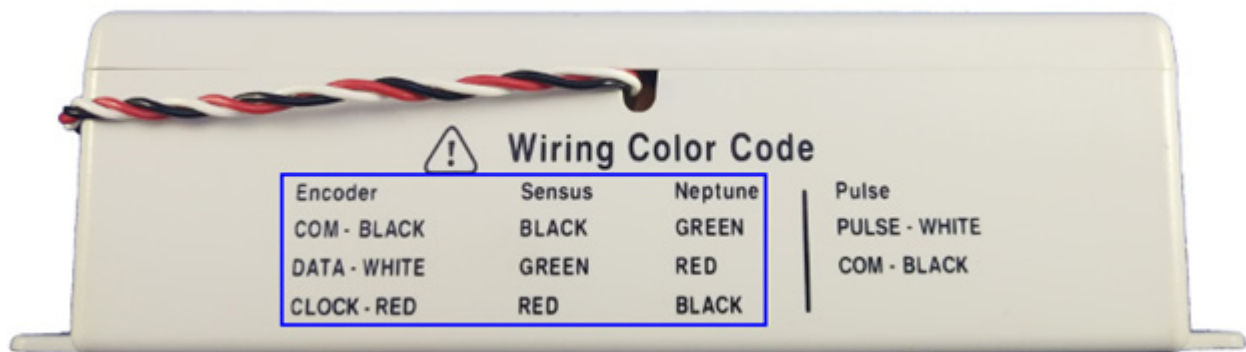 Wiring Color Code
Encoder Sensus Neptune Pulse
COM - BLACK BLACK GREEN PULSE - WHITE
DATA - WHITE GREEN RED COM - BLACK
CLOCK - RED RED BLACK